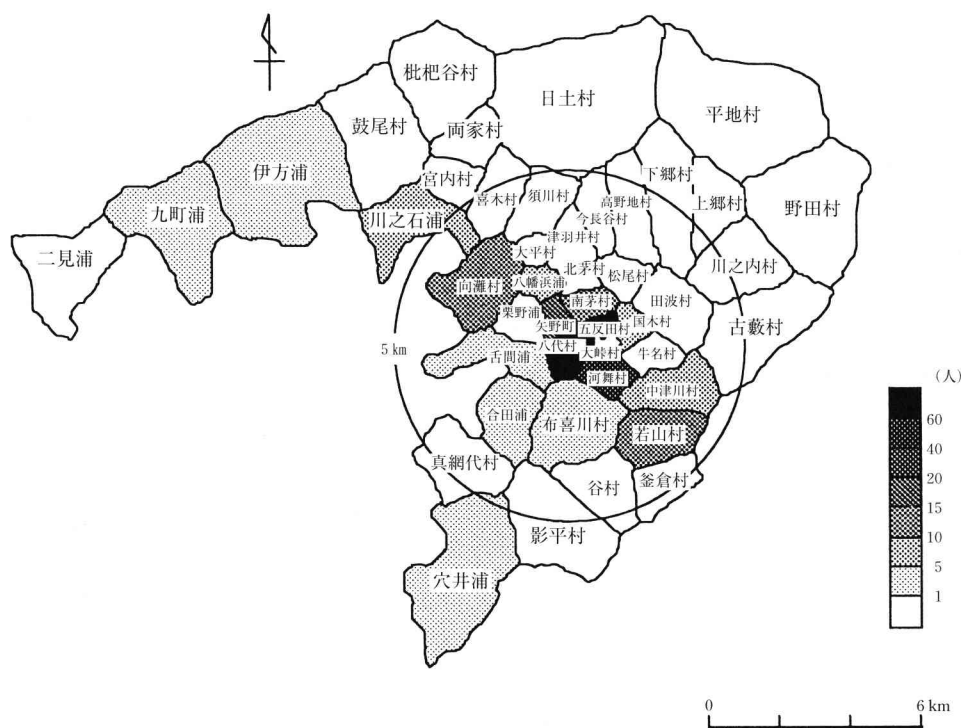 枇杷谷村
日土村
平地村
鼓尾村
両家村
伊方浦
宮内村
下郷村
喜木村
須川村
高野地村
上郷村
野田村
九町浦
川之石浦
今長谷村
津羽井村
二見浦
大平村
川之内村
向灘村
八幡浜浦
北茅村
松尾村
南茅村
田波村
栗野浦
矢野町
五反田村
国木村
古藪村
5 km
舌間浦
八代村
大峠村
牛名村
河舞村
中津川村
(人)
合田浦
布喜川村
若山村
60
40
20
15
10
5
1
真網代村
谷村
釜倉村
影平村
穴井浦
0
6 km